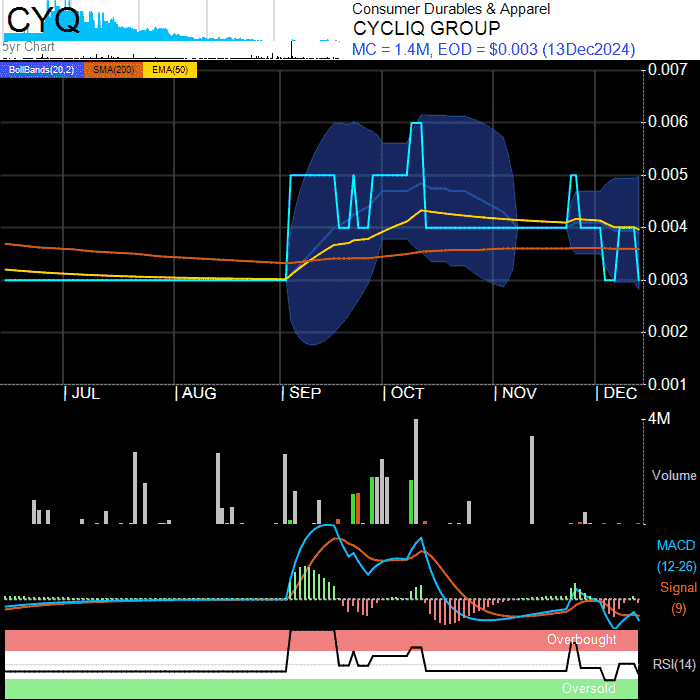 CYQ
5yr Chart
Consumer Durables & Apparel
CYCLIQ GROUP
MC = 1.4M, EOD = $0.003 (13Dec2024)
BollBands(20,2) SMA(200) EMA(50)
0.007
0.006
0.005
0.004
0.003
0.002
0.001
JUL AUG SEP OCT NOV DEC
4M
Volume
MACD
(12-26)
Signal
(9)
Overbought
RSI(14)
Oversold